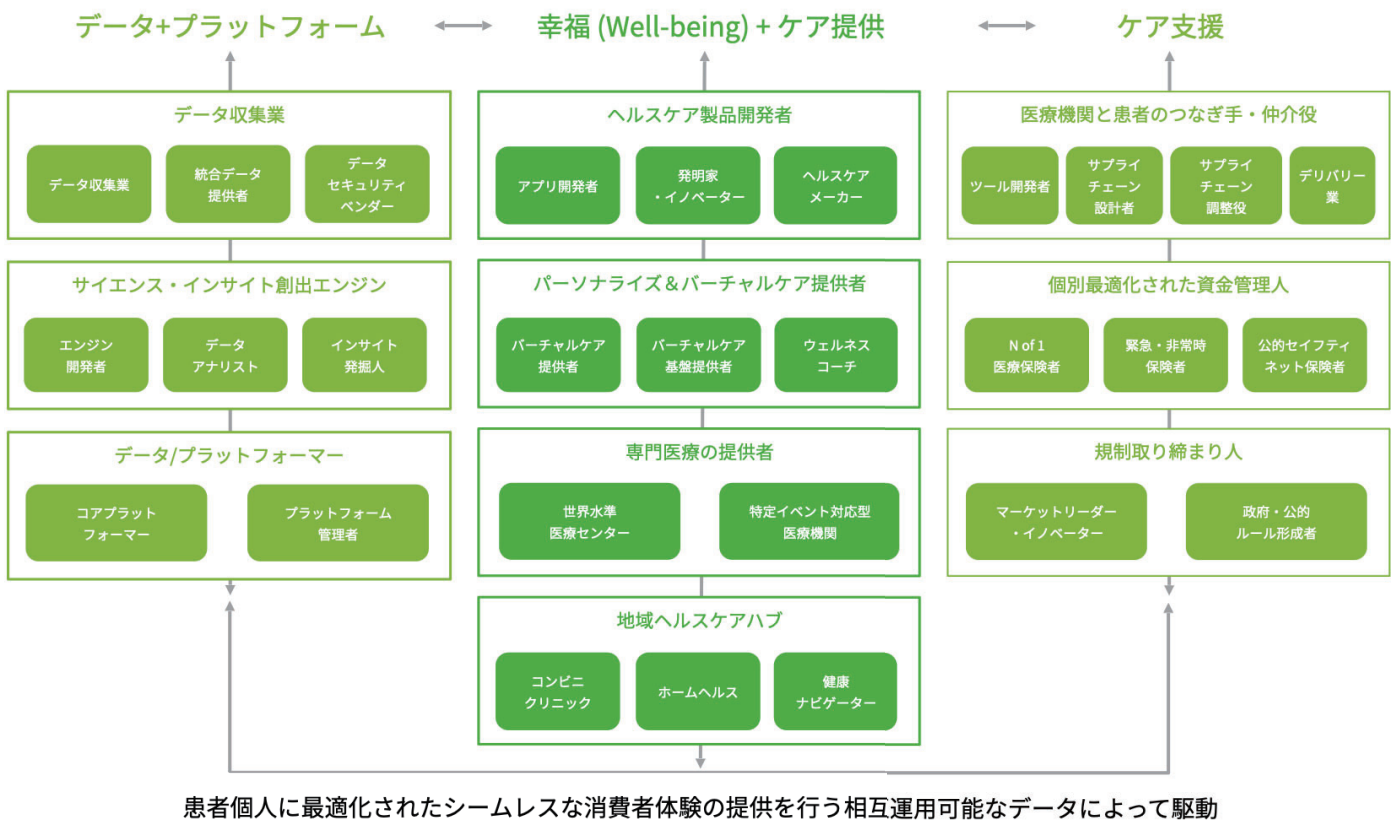 データ+プラットフォーム
幸福 (Well-being) + ケア提供
ケア支援
データ収集業
データ収集業
統合データ
提供者
データ
セキュリティ
ベンダー
サイエンス・インサイト創出エンジン
エンジン
開発者
データ
アナリスト
インサイト
発掘人
データ/プラットフォーマー
コアプラット
フォーマー
プラットフォーム
管理者
ヘルスケア製品開発者
アプリ開発者
発明家
・イノベーター
ヘルスケア
メーカー
パーソナライズ&バーチャルケア提供者
バーチャルケア
提供者
バーチャルケア
基盤提供者
ウェルネス
コーチ
専門医療の提供者
世界水準
医療センター
特定イベント対応型
医療機関
地域ヘルスケアハブ
コンビニ
クリニック
ホームヘルス
健康
ナビゲーター
医療機関と患者のつなぎ手・仲介役
ツール開発者
サプライ
チェーン
設計者
サプライ
チェーン
調整役
デリバリー
業
個別最適化された資金管理人
N of 1
医療保険者
緊急・非常時
保険者
公的セイフティ
ネット保険者
規制取り締まり人
マーケットリーダー
・イノベーター
政府・公的
ルール形成者
患者個人に最適化されたシームレスな消費者体験の提供を行う相互運用可能なデータによって駆動